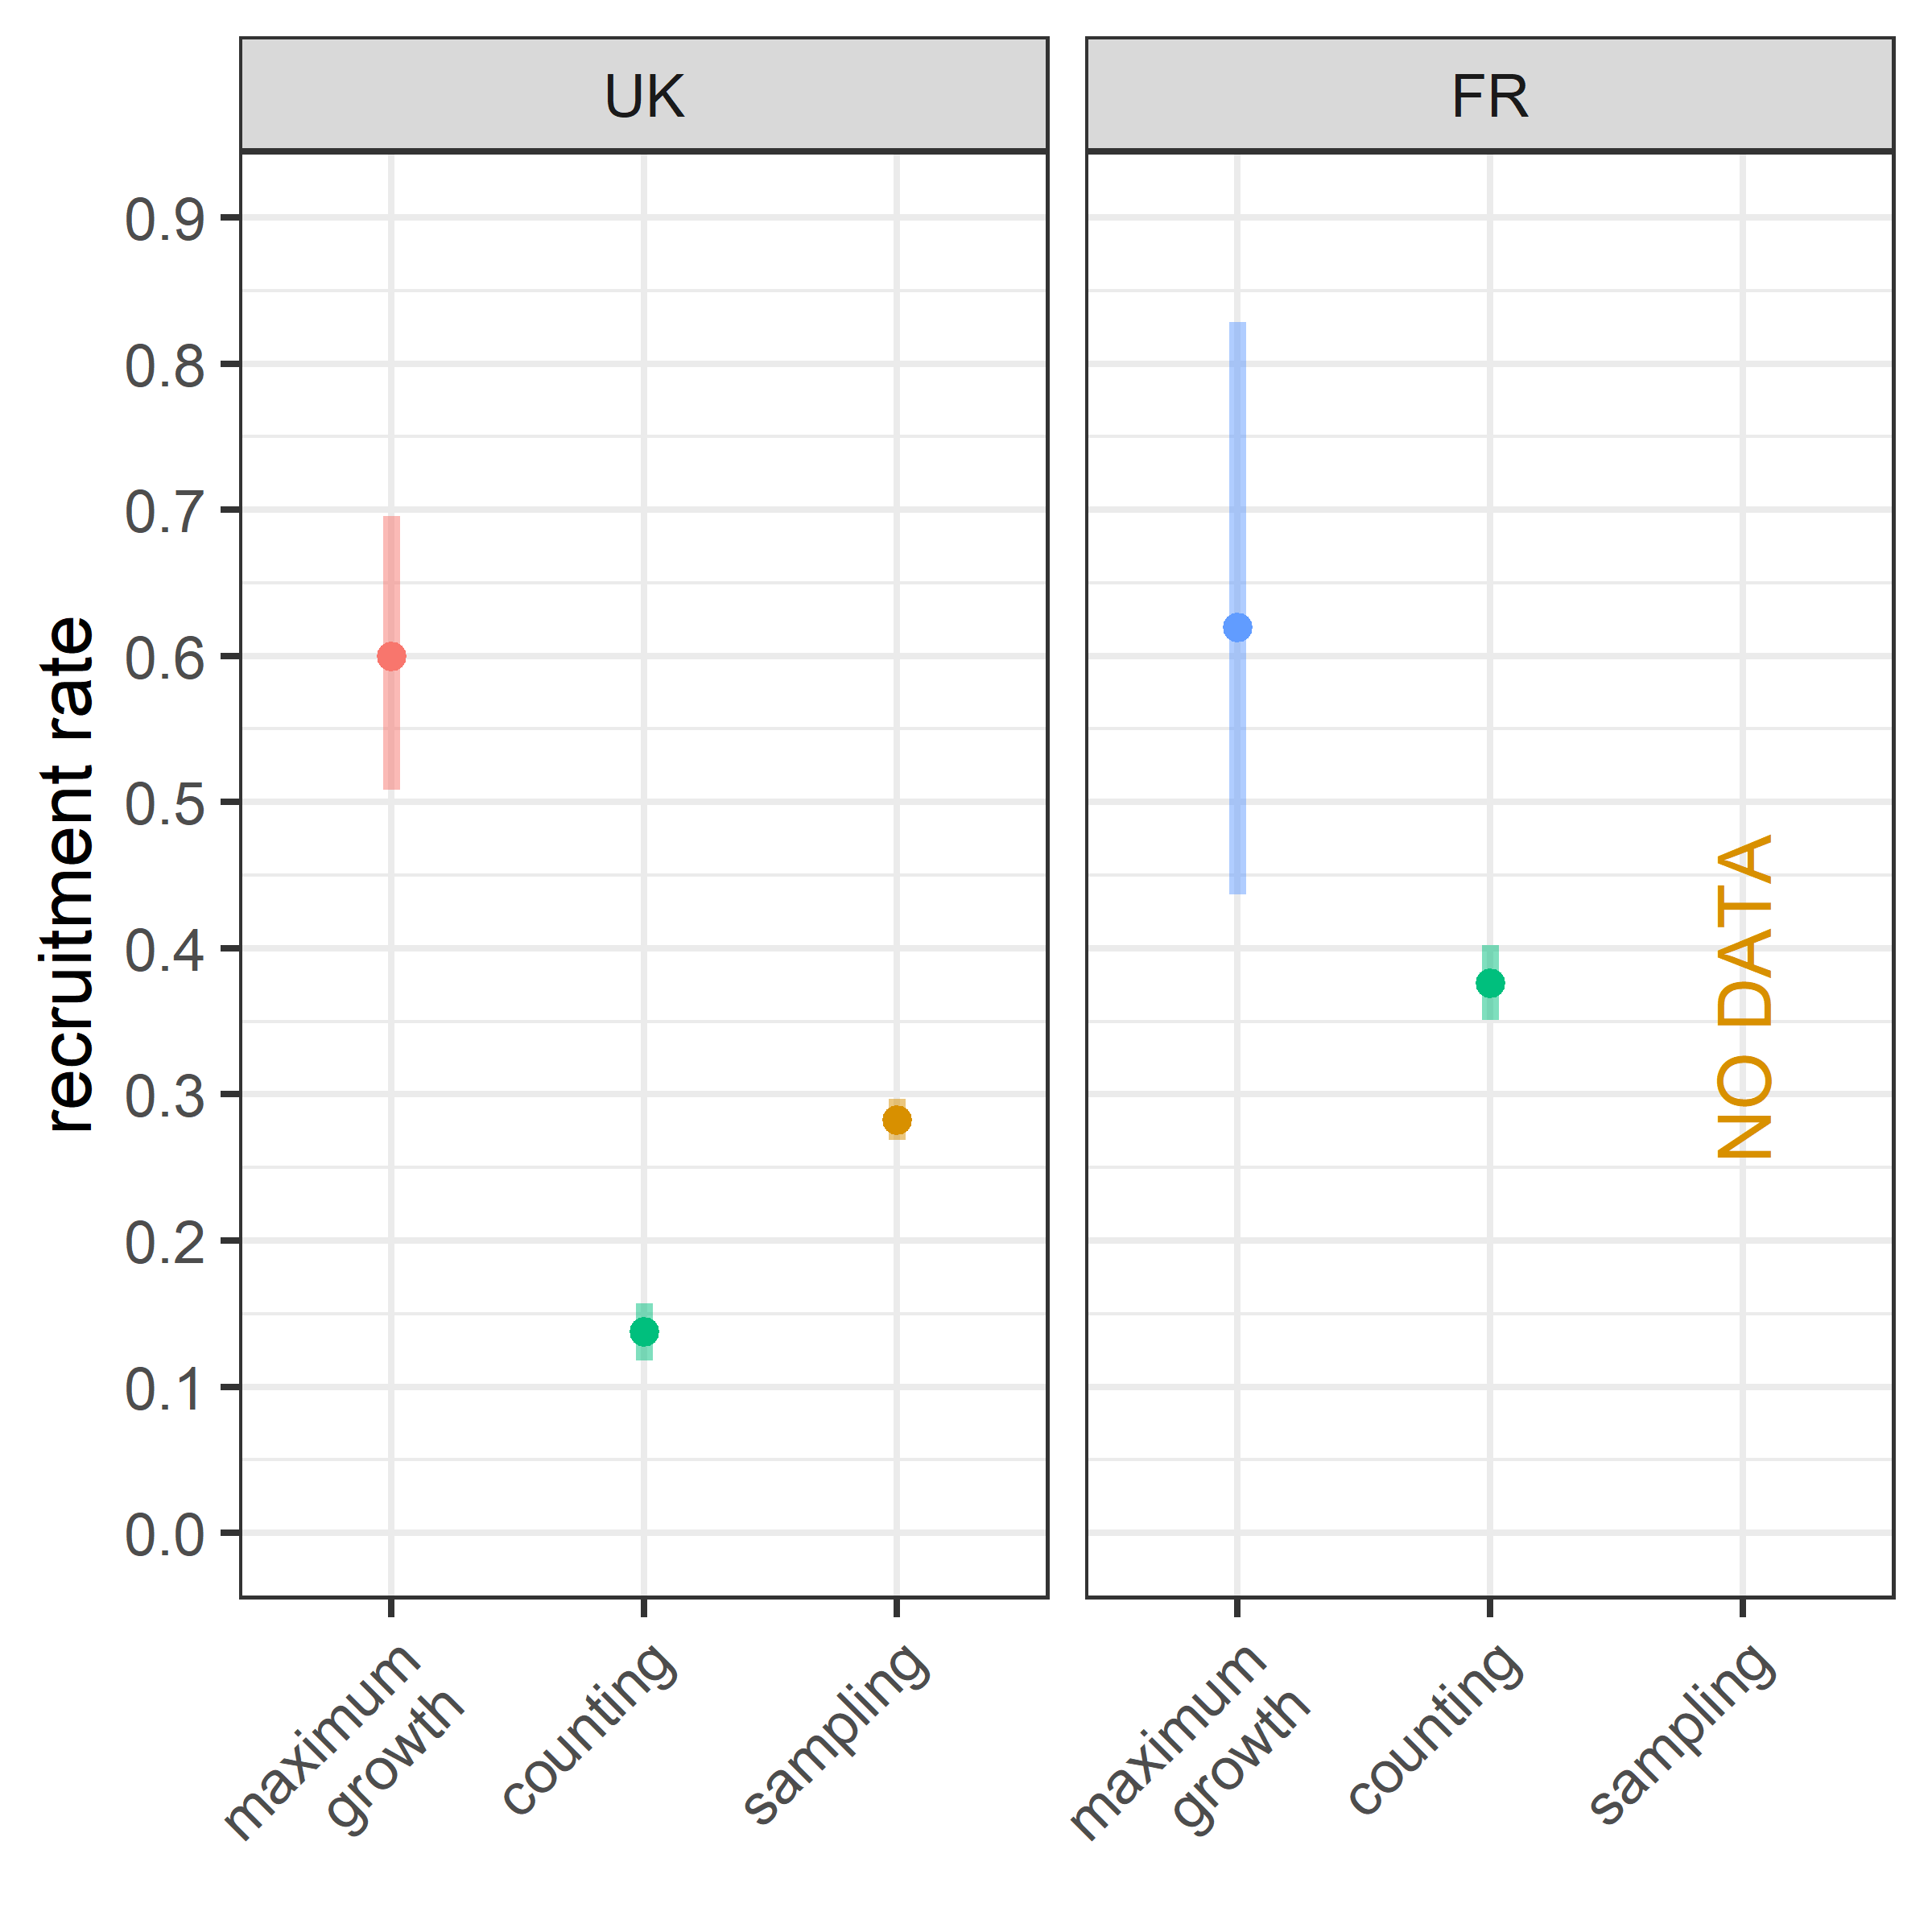 UK
FR
recruitment rate
0.9
0.8
0.7
0.6
0.5
0.4
0.3
0.2
0.1
0.0
NO DATA
maximum
growth
counting
sampling
maximum
growth
counting
sampling